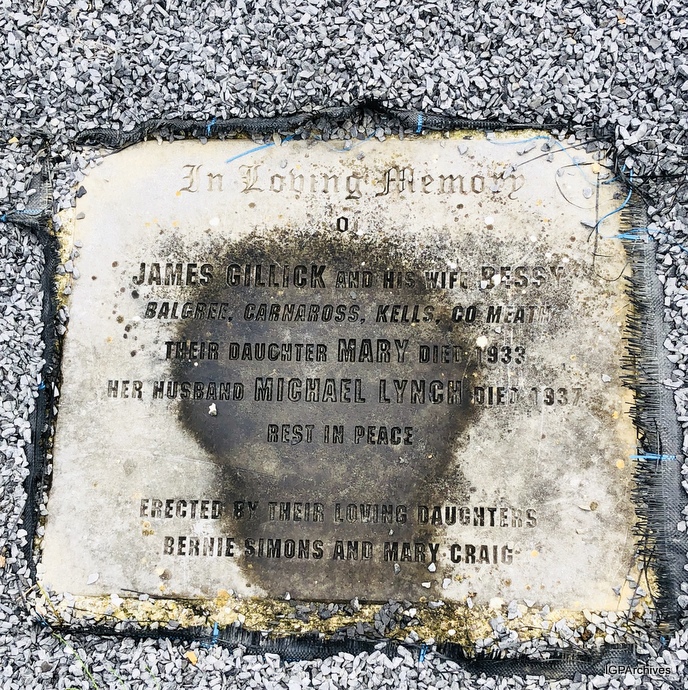 In Loving Memory
of
JAMES GILLICK AND HIS WIFE BESSY
BALGREE, CARNAROSS, KELLS, CO MEATH
THEIR DAUGHTER MARY DIED 1933
HER HUSBAND MICHAEL LYNCH DIED 1937
REST IN PEACE
ERECTED BY THEIR LOVING DAUGHTERS
BERNIE SIMONS AND MARY CRAIG
IGPArchives